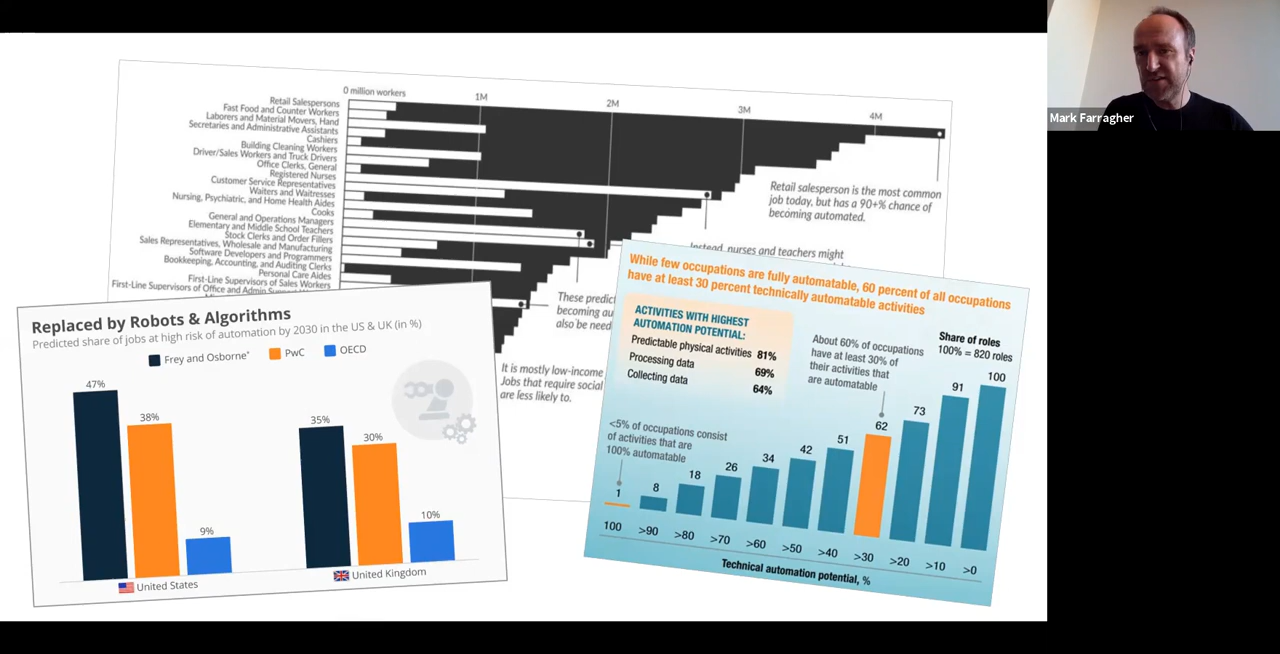 0 million workers
1M
2M
3M
4M
Retail Salespersons
Fast Food and Counter Workers
Laborers and Material Movers, Hand
Secretaries and Administrative Assistants
Cashiers
Building Cleaning Workers
Driver/Sales Workers and Truck Drivers
Office Clerks, General
Registered Nurses
Customer Service Representatives
Waiters and Waitresses
Nursing, Psychiatric, and Home Health Aides
Cooks
General and Operations Managers
Elementary and Middle School Teachers
Stock Clerks and Order Fillers
Sales Representatives, Wholesale and Manufacturing
Software Developers and Programmers
Bookkeeping, Accounting, and Auditing Clerks
Personal Care Aides
First-Line Supervisors of Sales Workers
First-Line Supervisors of Office and Admin
Retail salesperson is the most common
job today, but has a 90+% chance of
becoming automated.
Instead, nurses and teachers might
These predic
becoming au
also be need
It is mostly low-income
Jobs that require social
are less likely to.
Replaced by Robots & Algorithms
Predicted share of jobs at high risk of automation by 2030 in the US & UK (in %)
Frey and Osborne*
PwC
OECD
47%
38%
9%
35%
30%
10%
United States
United Kingdom
While few occupations are fully automatable, 60 percent of all occupations
have at least 30 percent technically automatable activities
ACTIVITIES WITH HIGHEST
AUTOMATION POTENTIAL:
Predictable physical activities 81%
Processing data 69%
Collecting data 64%
About 60% of occupations
have at least 30% of
their activities that
are automatable
Share of roles
100% = 820 roles
<5% of occupations consist
of activities that are
100% automatable
1
8
18
26
34
42
51
62
73
91
100
100
>90
>80
>70
>60
>50
>40
>30
>20
>10
>0
Technical automation potential, %
Mark Farragher